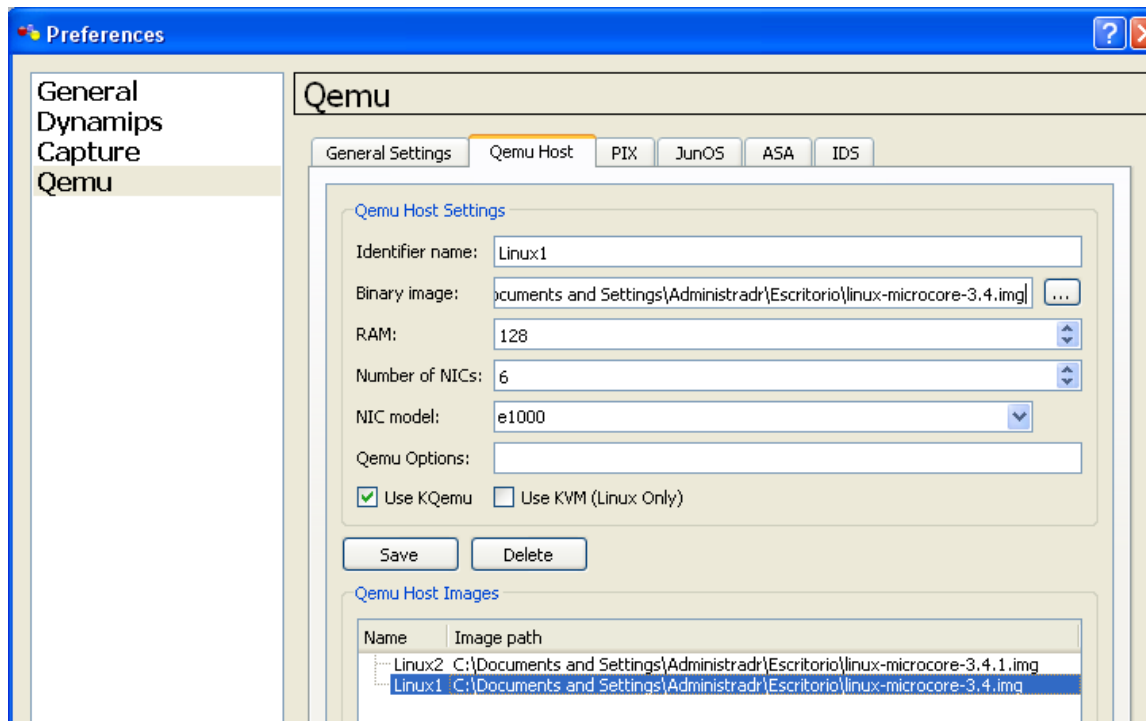 Preferences
?
General
Dynamips
Capture
Qemu
Qemu
General Settings Qemu Host PIX JunOS ASA IDS
Qemu Host Settings
Identifier name: Linux1
Binary image: ocuments and Settings\Administradr\Escritorio\linux-microcore-3.4.img ...
RAM: 128
Number of NICs: 6
NIC model: e1000
Qemu Options:
Use KQemu Use KVM (Linux Only)
Save Delete
Qemu Host Images
Name Image path
Linux2 C:\Documents and Settings\Administradr\Escritorio\linux-microcore-3.4.1.img
Linux1 C:\Documents and Settings\Administradr\Escritorio\linux-microcore-3.4.img